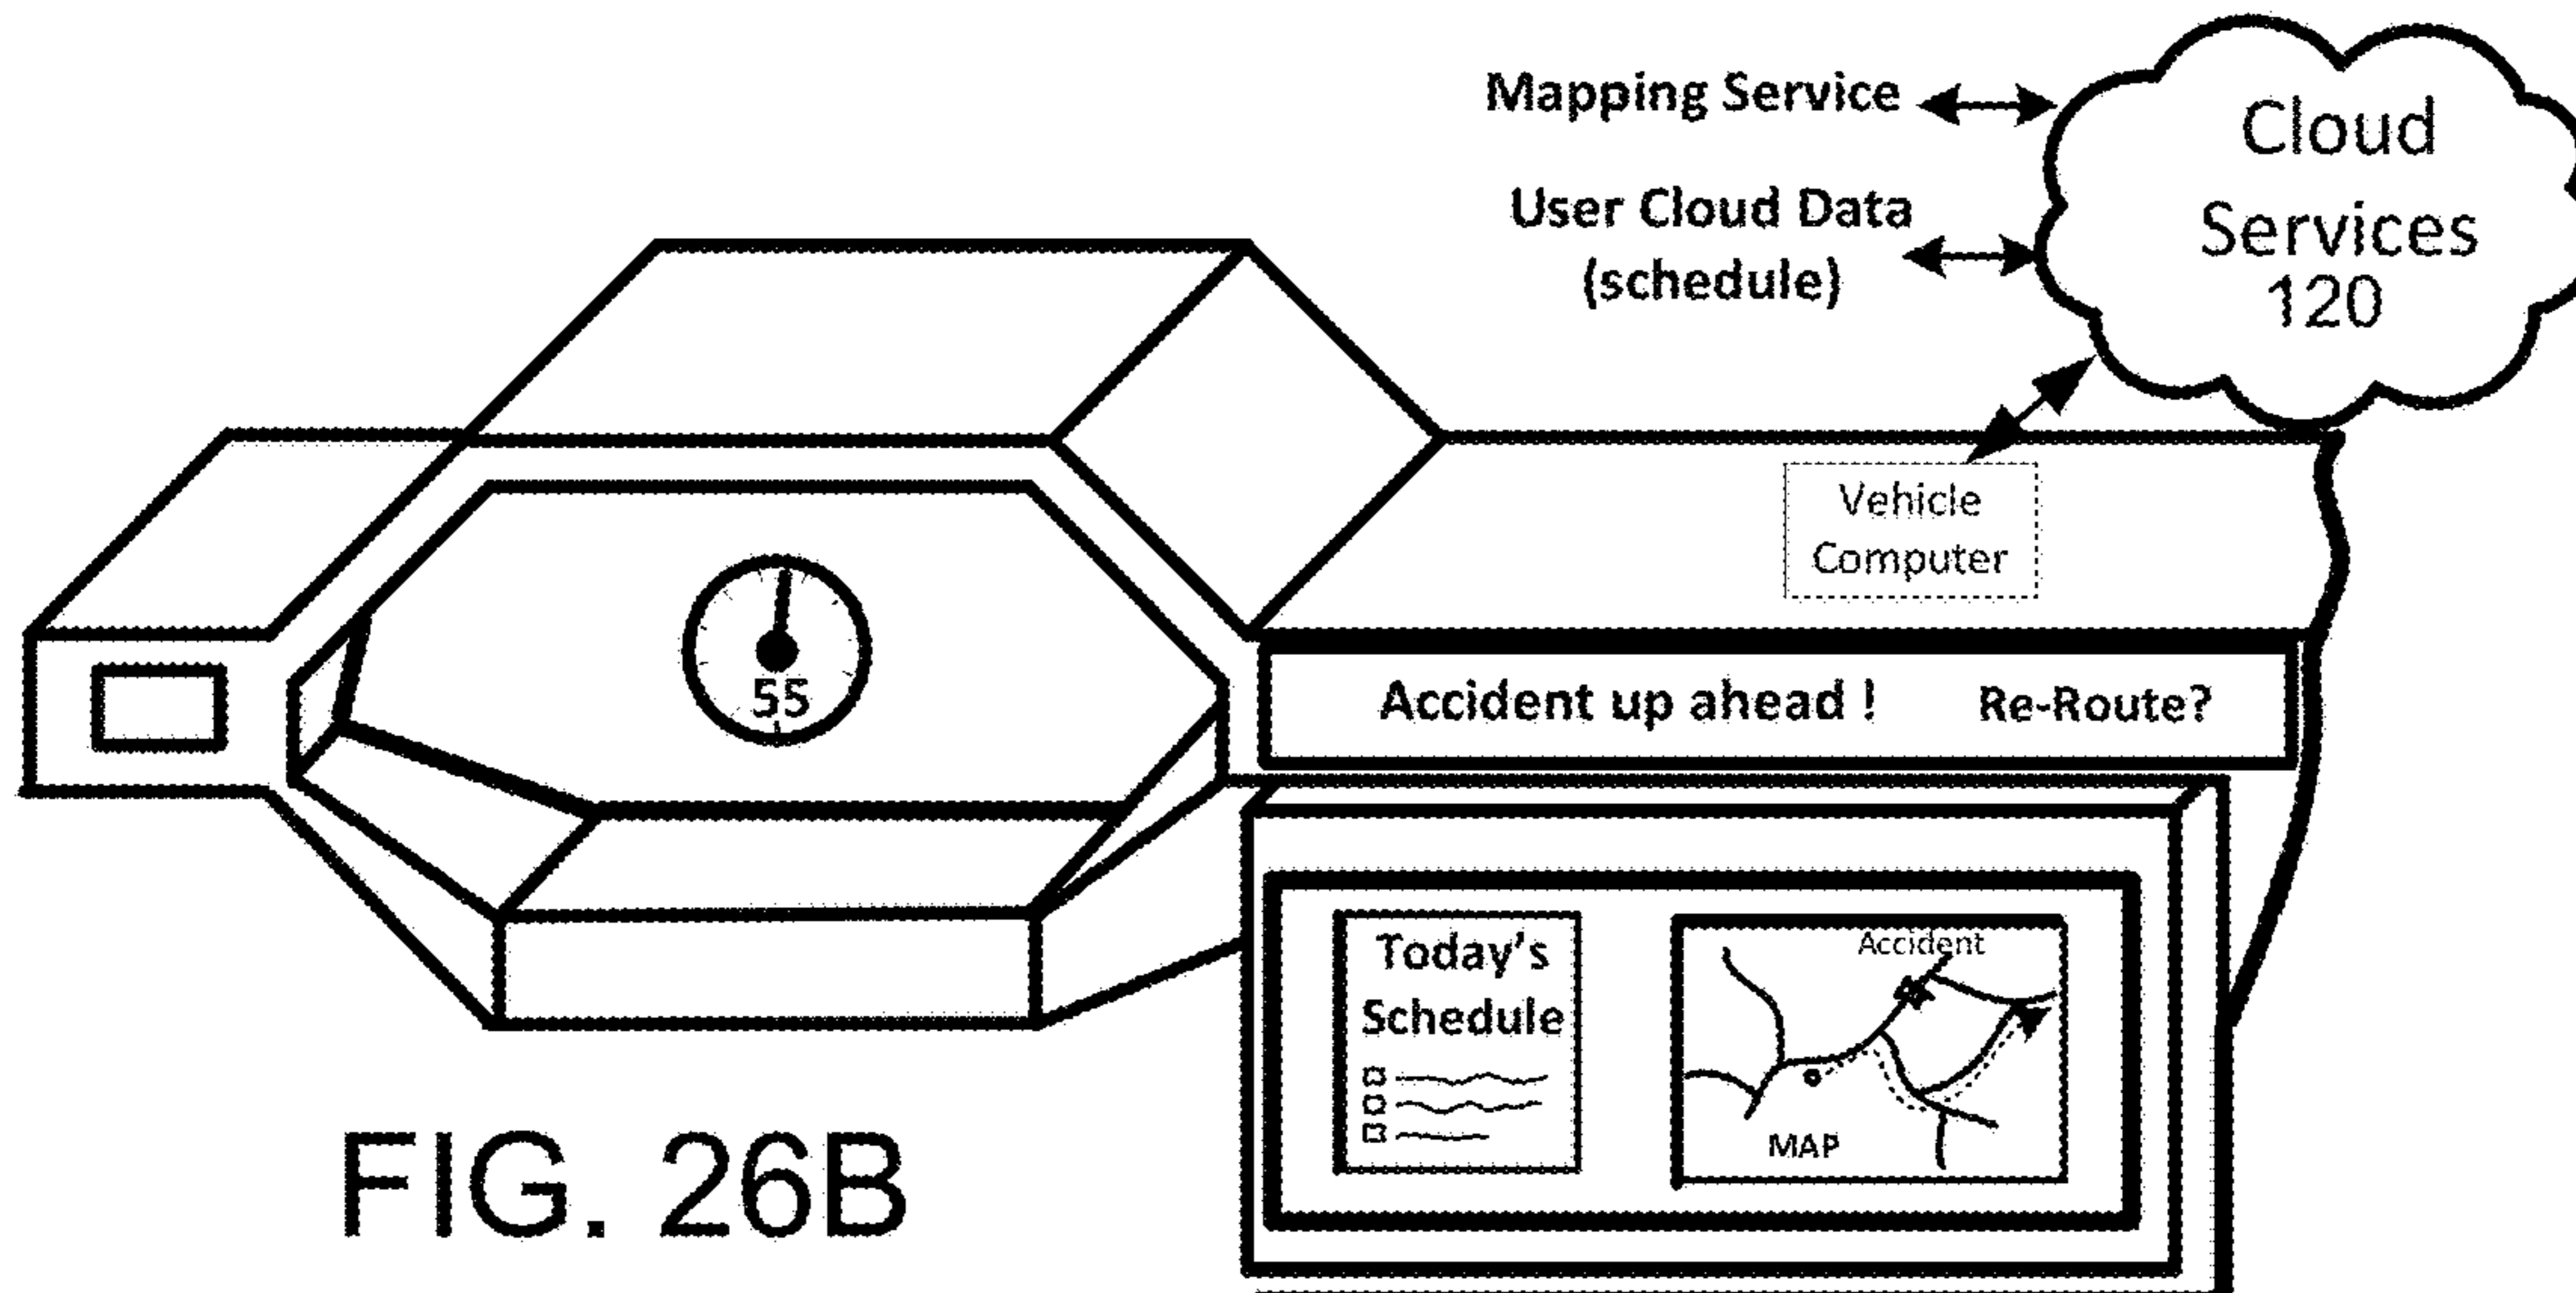 Mapping Service
User Cloud Data
(schedule)
Cloud
Services
120
Vehicle
Computer
55
Accident up ahead !
Re-Route?
Today's
Schedule
Accident
MAP
FIG. 26B